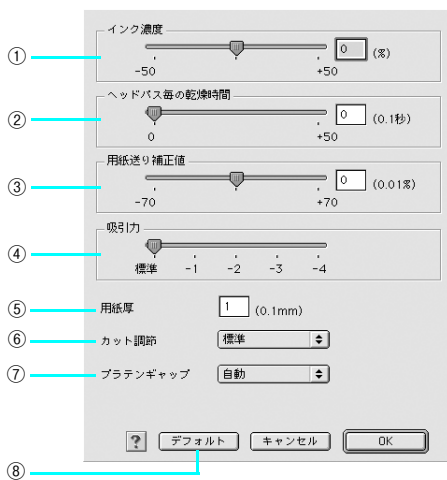 インク濃度
① 0 (%)
-50 +50
ヘッドパス毎の乾燥時間
② 0 (0.1秒)
0 +50
用紙送り補正値
③ 0 (0.01%)
-70 +70
吸引力
④
標準 -1 -2 -3 -4
⑤ 用紙厚 1 (0.1mm)
⑥ カット調節 標準
⑦ プラテンギャップ 自動
? デフォルト キャンセル OK
⑧